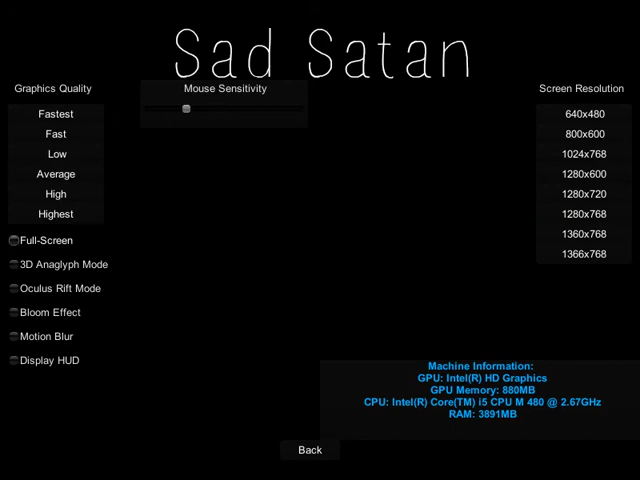 Sad Satan
Graphics Quality
Fastest
Fast
Low
Average
High
Highest
Full-Screen
3D Anaglyph Mode
Oculus Rift Mode
Bloom Effect
Motion Blur
Display HUD
Mouse Sensitivity
Screen Resolution
640x480
800x600
1024x768
1280x600
1280x720
1280x768
1360x768
1366x768
Machine Information:
GPU: Intel(R) HD Graphics
GPU Memory: 880MB
CPU: Intel(R) Core(TM) i5 CPU M 480 @ 2.67GHz
RAM: 3891MB
Back